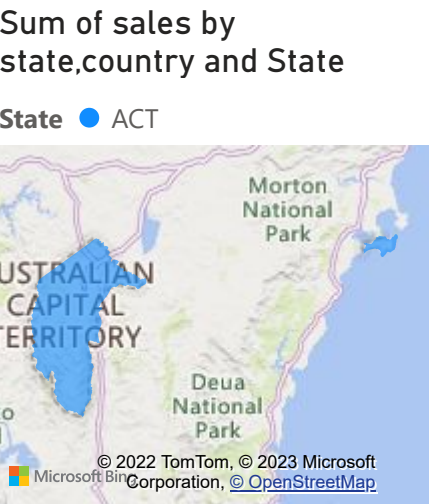 Sum of sales by
state,country and State
State ACT
Morton
National
Park
USTRALIAN
CAPITAL
TERRITORY
Deua
National
Park
o
© 2022 TomTom, © 2023 Microsoft
Microsoft Bing
Corporation, © OpenStreetMap